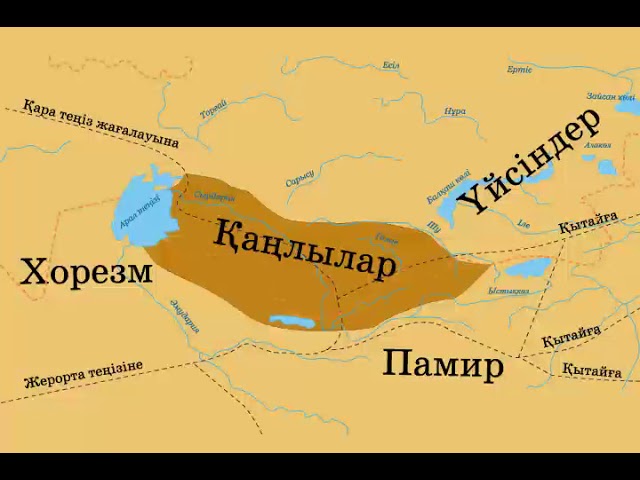 Есіл
Ертіс
Зайсан көлі
Қара теңіз жағалауына
Торғай
Нұра
Алакөл
Үйсіндер
Сарысу
Балқаш көлі
Арал теңізі
Сырдария
Қаңлылар
Шу
Іле
Қытайға
Хорезм
Ыстықкөл
Әмудария
Қытайға
Памир
Жерорта теңізіне
Қытайға